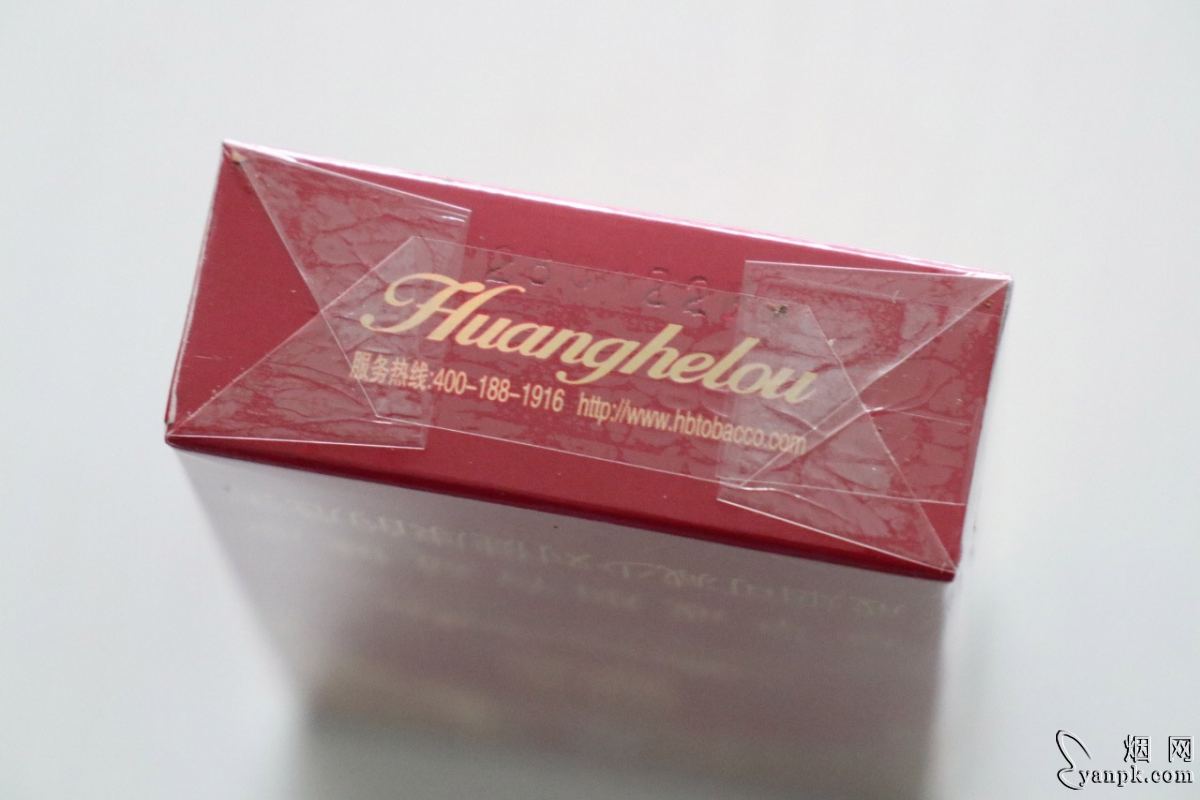 Huanghelou
服务热线:400-188-1916 http://www.hbtobacco.com
烟网
yanpk.com